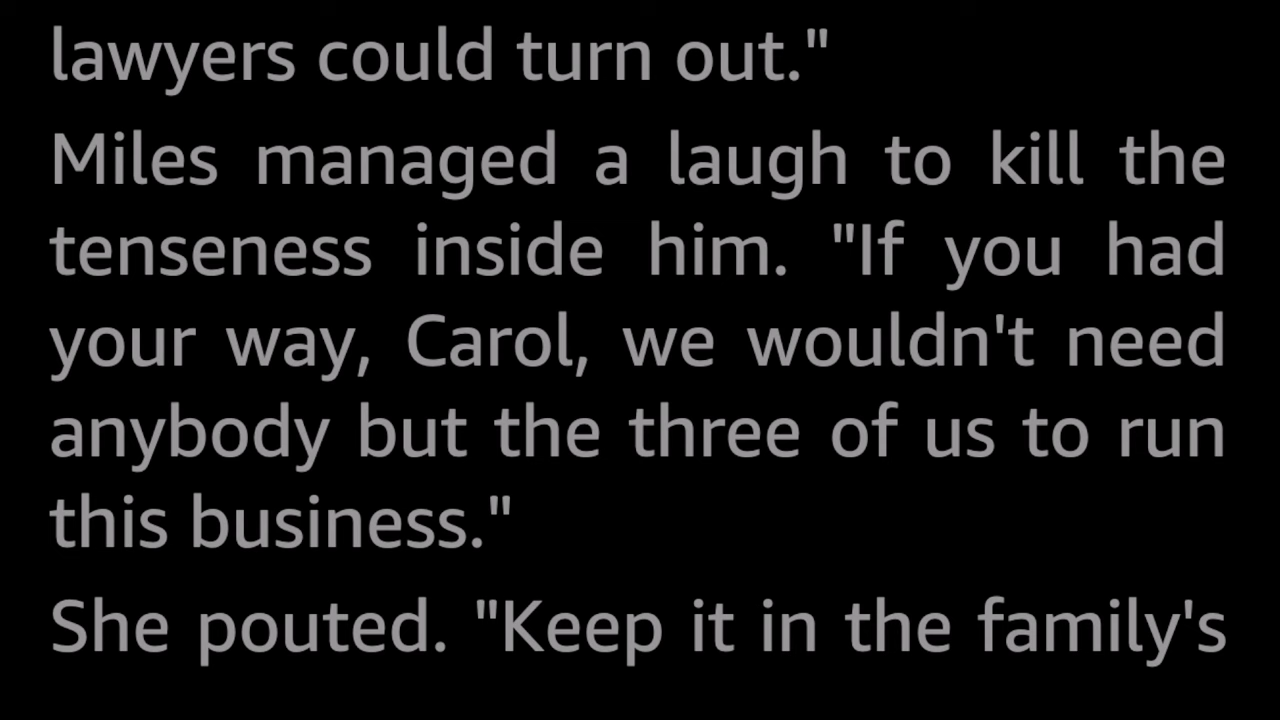 lawyers could turn out."
Miles managed a laugh to kill the
tenseness inside him. "If you had
your way, Carol, we wouldn't need
anybody but the three of us to run
this business."
She pouted. "Keep it in the family's